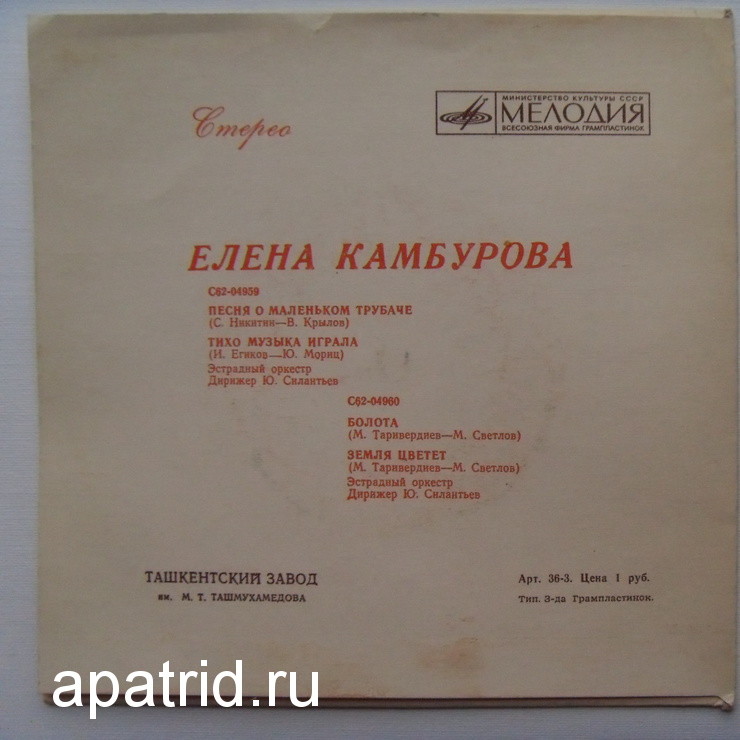 Стерео
МИНИСТЕРСТВО КУЛЬТУРЫ СССР
МЕЛОДИЯ
ВСЕСОЮЗНАЯ ФИРМА ГРАМПЛАСТИНОК
ЕЛЕНА КАМБУРОВА
С62-04959
ПЕСНЯ О МАЛЕНЬКОМ ТРУБАЧЕ
(С. Никитин—В. Крылов)
ТИХО МУЗЫКА ИГРАЛА
(И. Егиков—Ю. Мориц)
Эстрадный оркестр
Дирижер Ю. Силантьев
С62-04960
БОЛОТА
(М. Таривердиев—М. Светлов)
ЗЕМЛЯ ЦВЕТЕТ
(М. Таривердиев—М. Светлов)
Эстрадный оркестр
Дирижер Ю. Силантьев
ТАШКЕНТСКИЙ ЗАВОД
им. М. Т. ТАШМУХАМЕДОВА
Арт. 36-3. Цена 1 руб.
Тип. З-да Грампластинок.
apatrid.ru